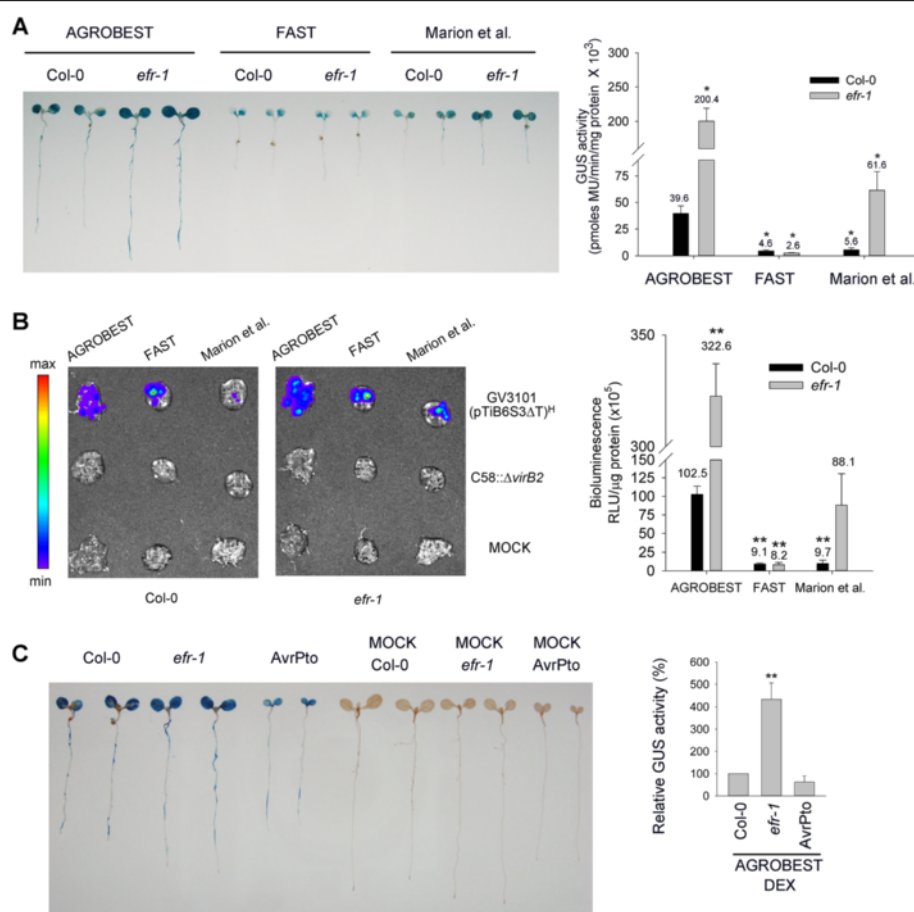 A
AGROBEST
FAST
Marion et al.
Col-0
efr-1
Col-0
efr-1
Col-0
efr-1
GUS activity
(pmoles MU/min/mg protein X 10³)
300
200
75
50
25
0
Col-0
efr-1
39.6
*
200.4
*
4.6
*
2.6
*
5.6
*
61.6
AGROBEST
FAST
Marion et al.
B
max
min
AGROBEST
FAST
Marion et al.
AGROBEST
FAST
Marion et al.
GV3101
(pTiB6S3ΔT)ᴴ
C58::ΔvirB2
MOCK
Col-0
efr-1
Bioluminescence
RLU/µg protein (x10⁵)
350
300
150
125
100
75
50
25
0
Col-0
efr-1
102.5
**
322.6
**
9.1
**
8.2
**
9.7
88.1
AGROBEST
FAST
Marion et al.
C
Col-0
efr-1
AvrPto
MOCK
Col-0
MOCK
efr-1
MOCK
AvrPto
Relative GUS activity (%)
600
500
400
300
200
100
0
**
Col-0
efr-1
AvrPto
AGROBEST
DEX